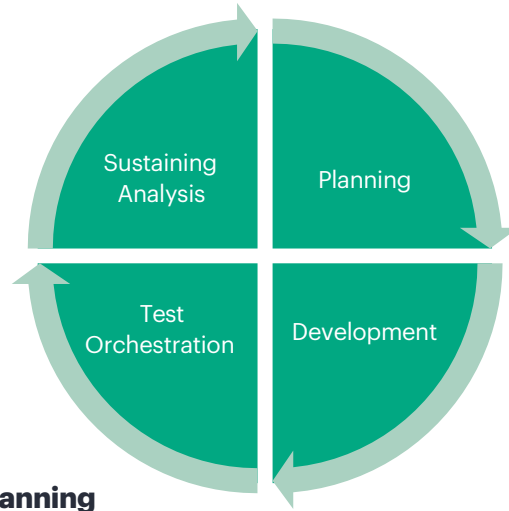 Sustaining
Analysis
Planning
Test
Orchestration
Development
anning